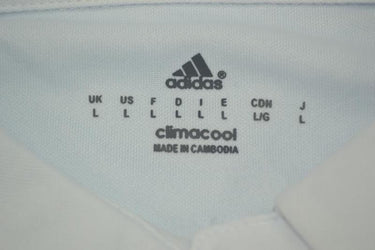 adidas®
UK US F D I E CDN J
L L L L L L L/G L
climacool
MADE IN CAMBODIA